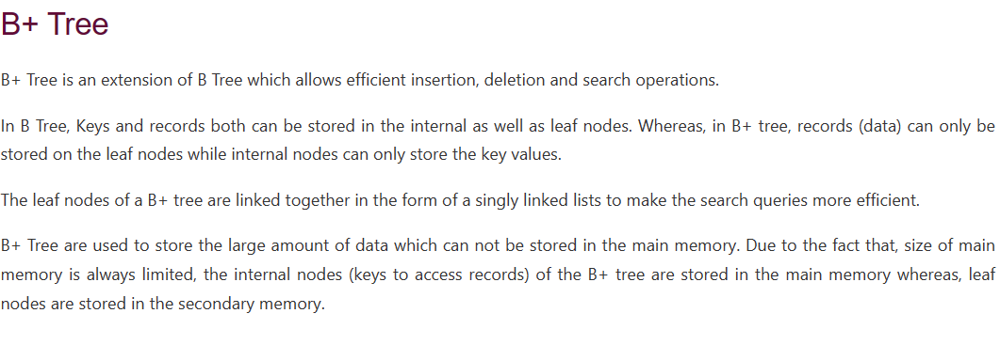 B+ Tree
B+ Tree is an extension of B Tree which allows efficient insertion, deletion and search operations.
In B Tree, Keys and records both can be stored in the internal as well as leaf nodes. Whereas, in B+ tree, records (data) can only be
stored on the leaf nodes while internal nodes can only store the key values.
The leaf nodes of a B+ tree are linked together in the form of a singly linked lists to make the search queries more efficient.
B+ Tree are used to store the large amount of data which can not be stored in the main memory. Due to the fact that, size of main
memory is always limited, the internal nodes (keys to access records) of the B+ tree are stored in the main memory whereas, leaf
nodes are stored in the secondary memory.